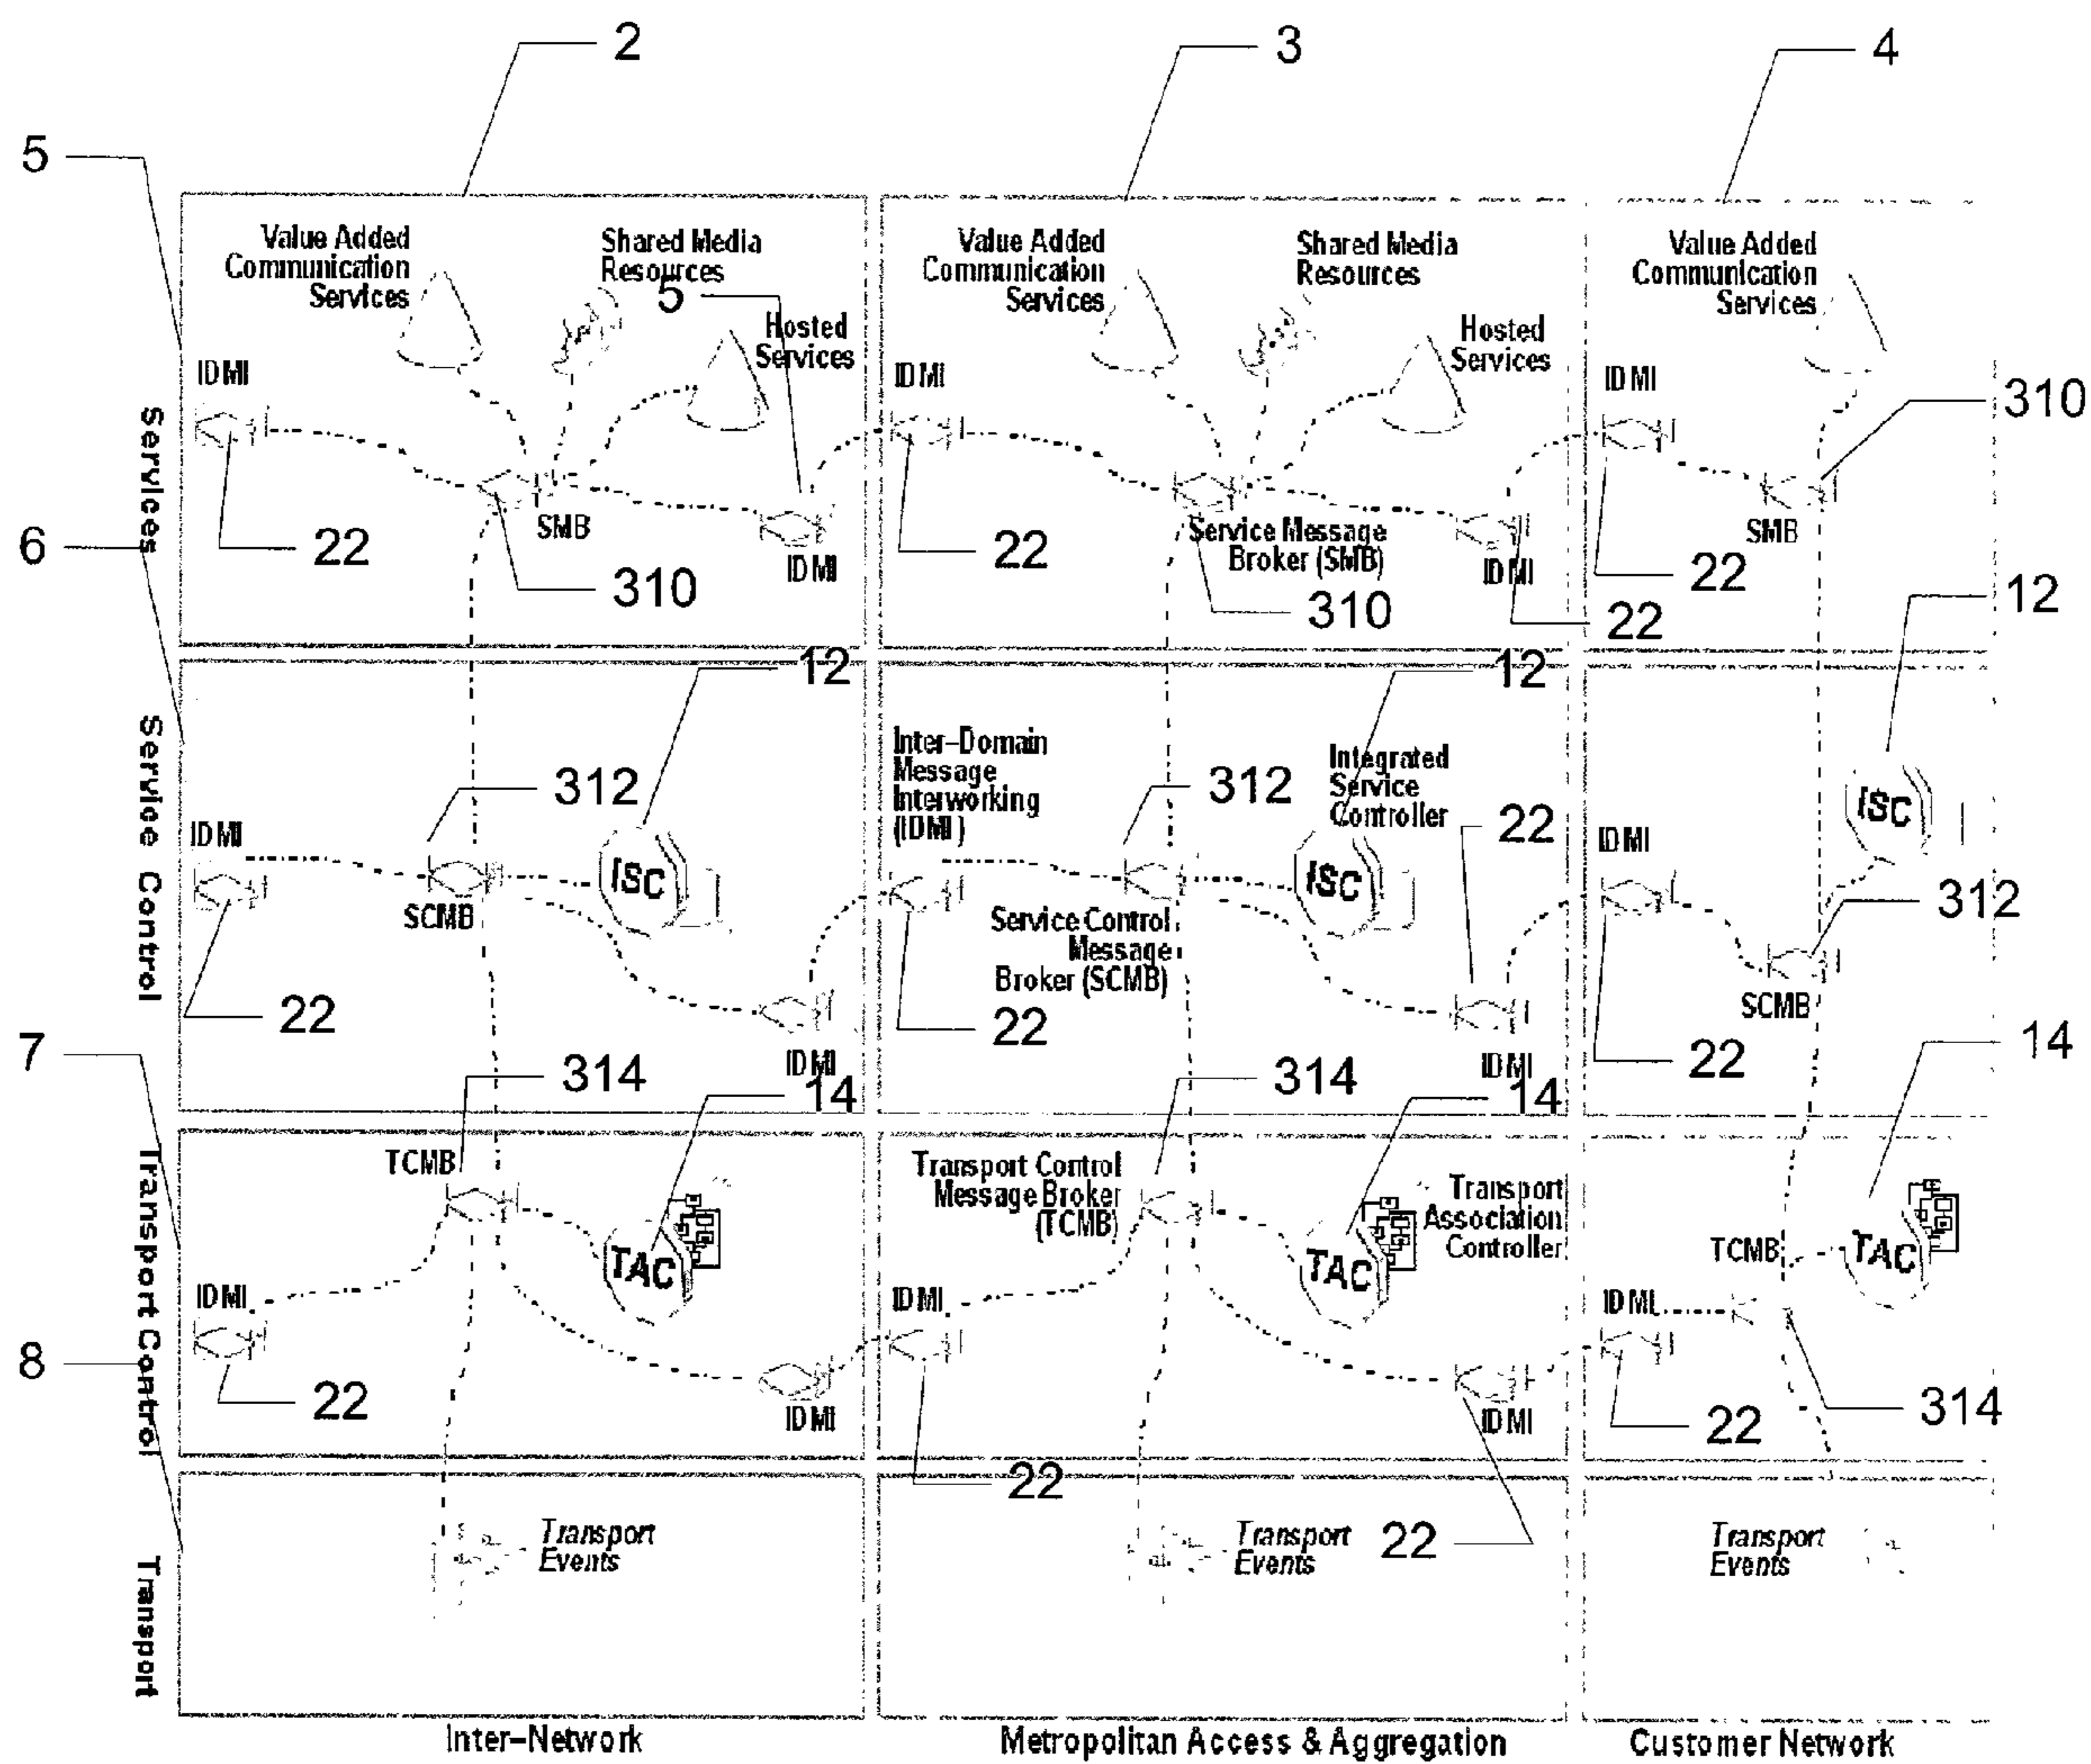 2
3
4
5
Value Added
Communication
Services
Shared Media
Resources
5
Hosted
Services
IDMI
22
SMB
310
IDMI
Value Added
Communication
Services
Shared Media
Resources
Hosted
Services
IDMI
22
Service Message
Broker (SMB)
310
IDMI
22
Value Added
Communication
Services
IDMI
310
SMB
22
Services
6
12
312
IDMI
ISC
SCMB
22
IDMI
12
Inter-Domain
Message
Interworking
(IDMI)
312
Integrated
Service
Controller
22
ISC
Service Control
Message
Broker (SCMB)
22
IDMI
12
ISC
IDMI
312
SCMB
22
Service Control
7
314
14
TCMB
TAC
IDMI
22
IDMI
314
14
Transport Control
Message Broker
(TCMB)
Transport
Association
Controller
TAC
IDMI
22
IDMI
22
14
TCMB
TAC
IDMI
314
22
Transport Control
8
Transport
Events
Transport
Events
Transport
Events
Transport
Inter-Network
Metropolitan Access & Aggregation
Customer Network